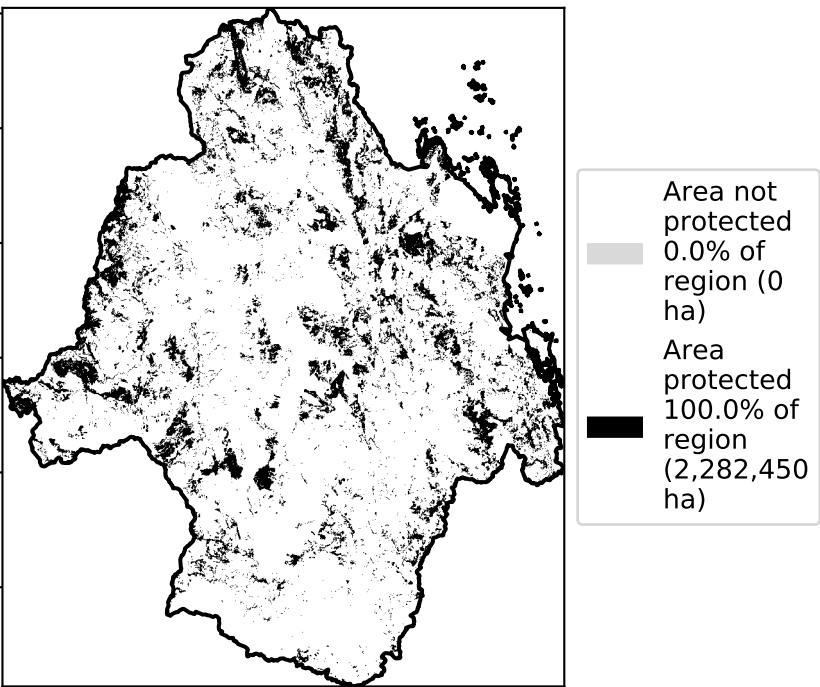 Area not
protected
0.0% of
region (0
ha)
Area
protected
100.0% of
region
(2,282,450
ha)